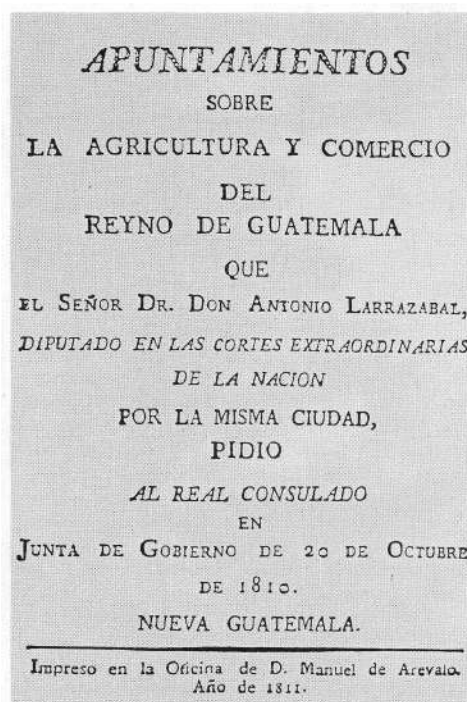 APUNTAMIENTOS
SOBRE
LA AGRICULTURA Y COMERCIO
DEL
REYNO DE GUATEMALA
QUE
EL SEÑOR DR. DON ANTONIO LARRAZABAL,
DIPUTADO EN LAS CORTES EXTRAORDINARIAS
DE LA NACION
POR LA MISMA CIUDAD,
PIDIO
AL REAL CONSULADO
EN
JUNTA DE GOBIERNO DE 20 DE OCTUBRE
DE 1810.
NUEVA GUATEMALA.
Impreso en la Oficina de D. Manuel de Arevalo.
Año de 1811.